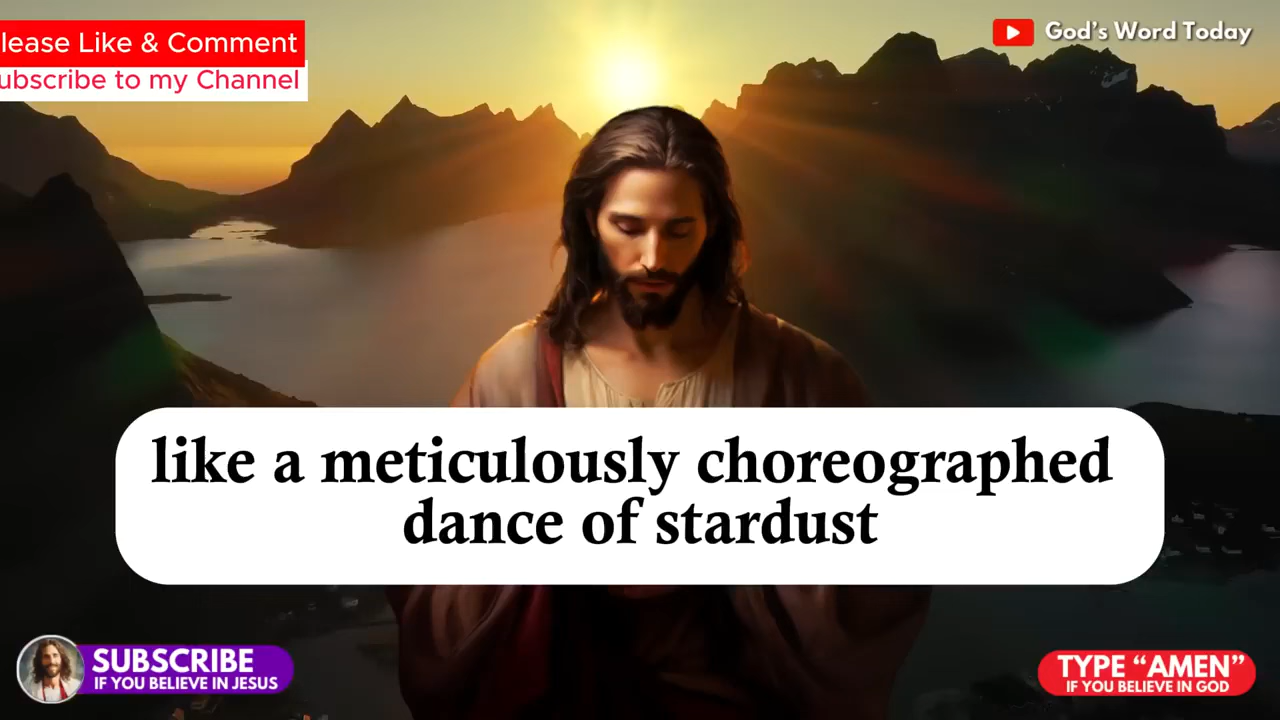 lease Like & Comment
ubscribe to my Channel
God's Word Today
like a meticulously choreographed
dance of stardust
SUBSCRIBE
IF YOU BELIEVE IN JESUS
TYPE “AMEN”
IF YOU BELIEVE IN GOD